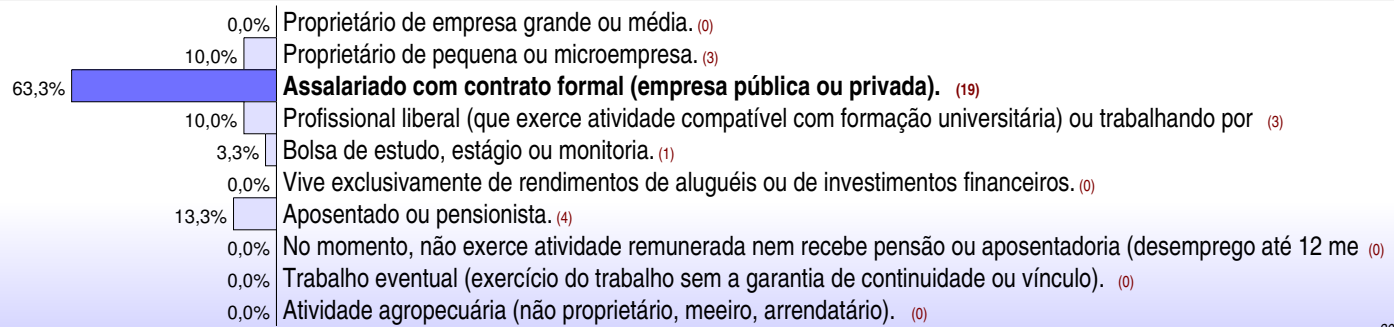 0,0% Proprietário de empresa grande ou média. (0)
10,0% Proprietário de pequena ou microempresa. (3)
63,3% Assalariado com contrato formal (empresa pública ou privada). (19)
10,0% Profissional liberal (que exerce atividade compatível com formação universitária) ou trabalhando por (3)
3,3% Bolsa de estudo, estágio ou monitoria. (1)
0,0% Vive exclusivamente de rendimentos de aluguéis ou de investimentos financeiros. (0)
13,3% Aposentado ou pensionista. (4)
0,0% No momento, não exerce atividade remunerada nem recebe pensão ou aposentadoria (desemprego até 12 me (0)
0,0% Trabalho eventual (exercício do trabalho sem a garantia de continuidade ou vínculo). (0)
0,0% Atividade agropecuária (não proprietário, meeiro, arrendatário). (0)